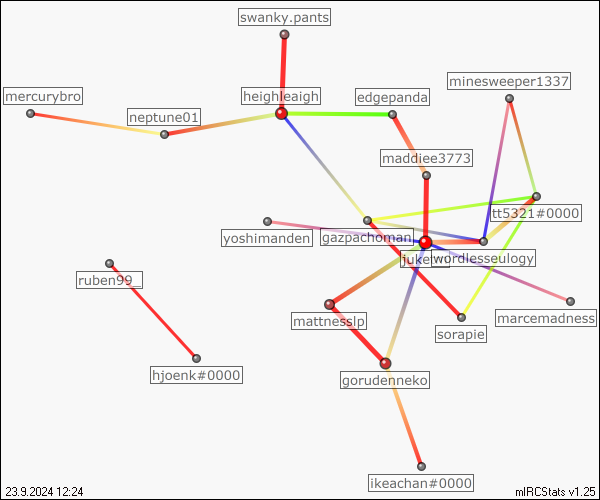 swanky.pants
minesweeper1337
mercurybro
heighleaigh
edgepanda
neptune01
maddiee3773
tt5321#0000
yoshimanden
gazpachoman
wordlesseulogy
ruben99_
marcemadness
mattnesslp
sorapie
hjoenk#0000
gorudenneko
ikeachan#0000
23.9.2024 12:24
mIRCStats v1.25